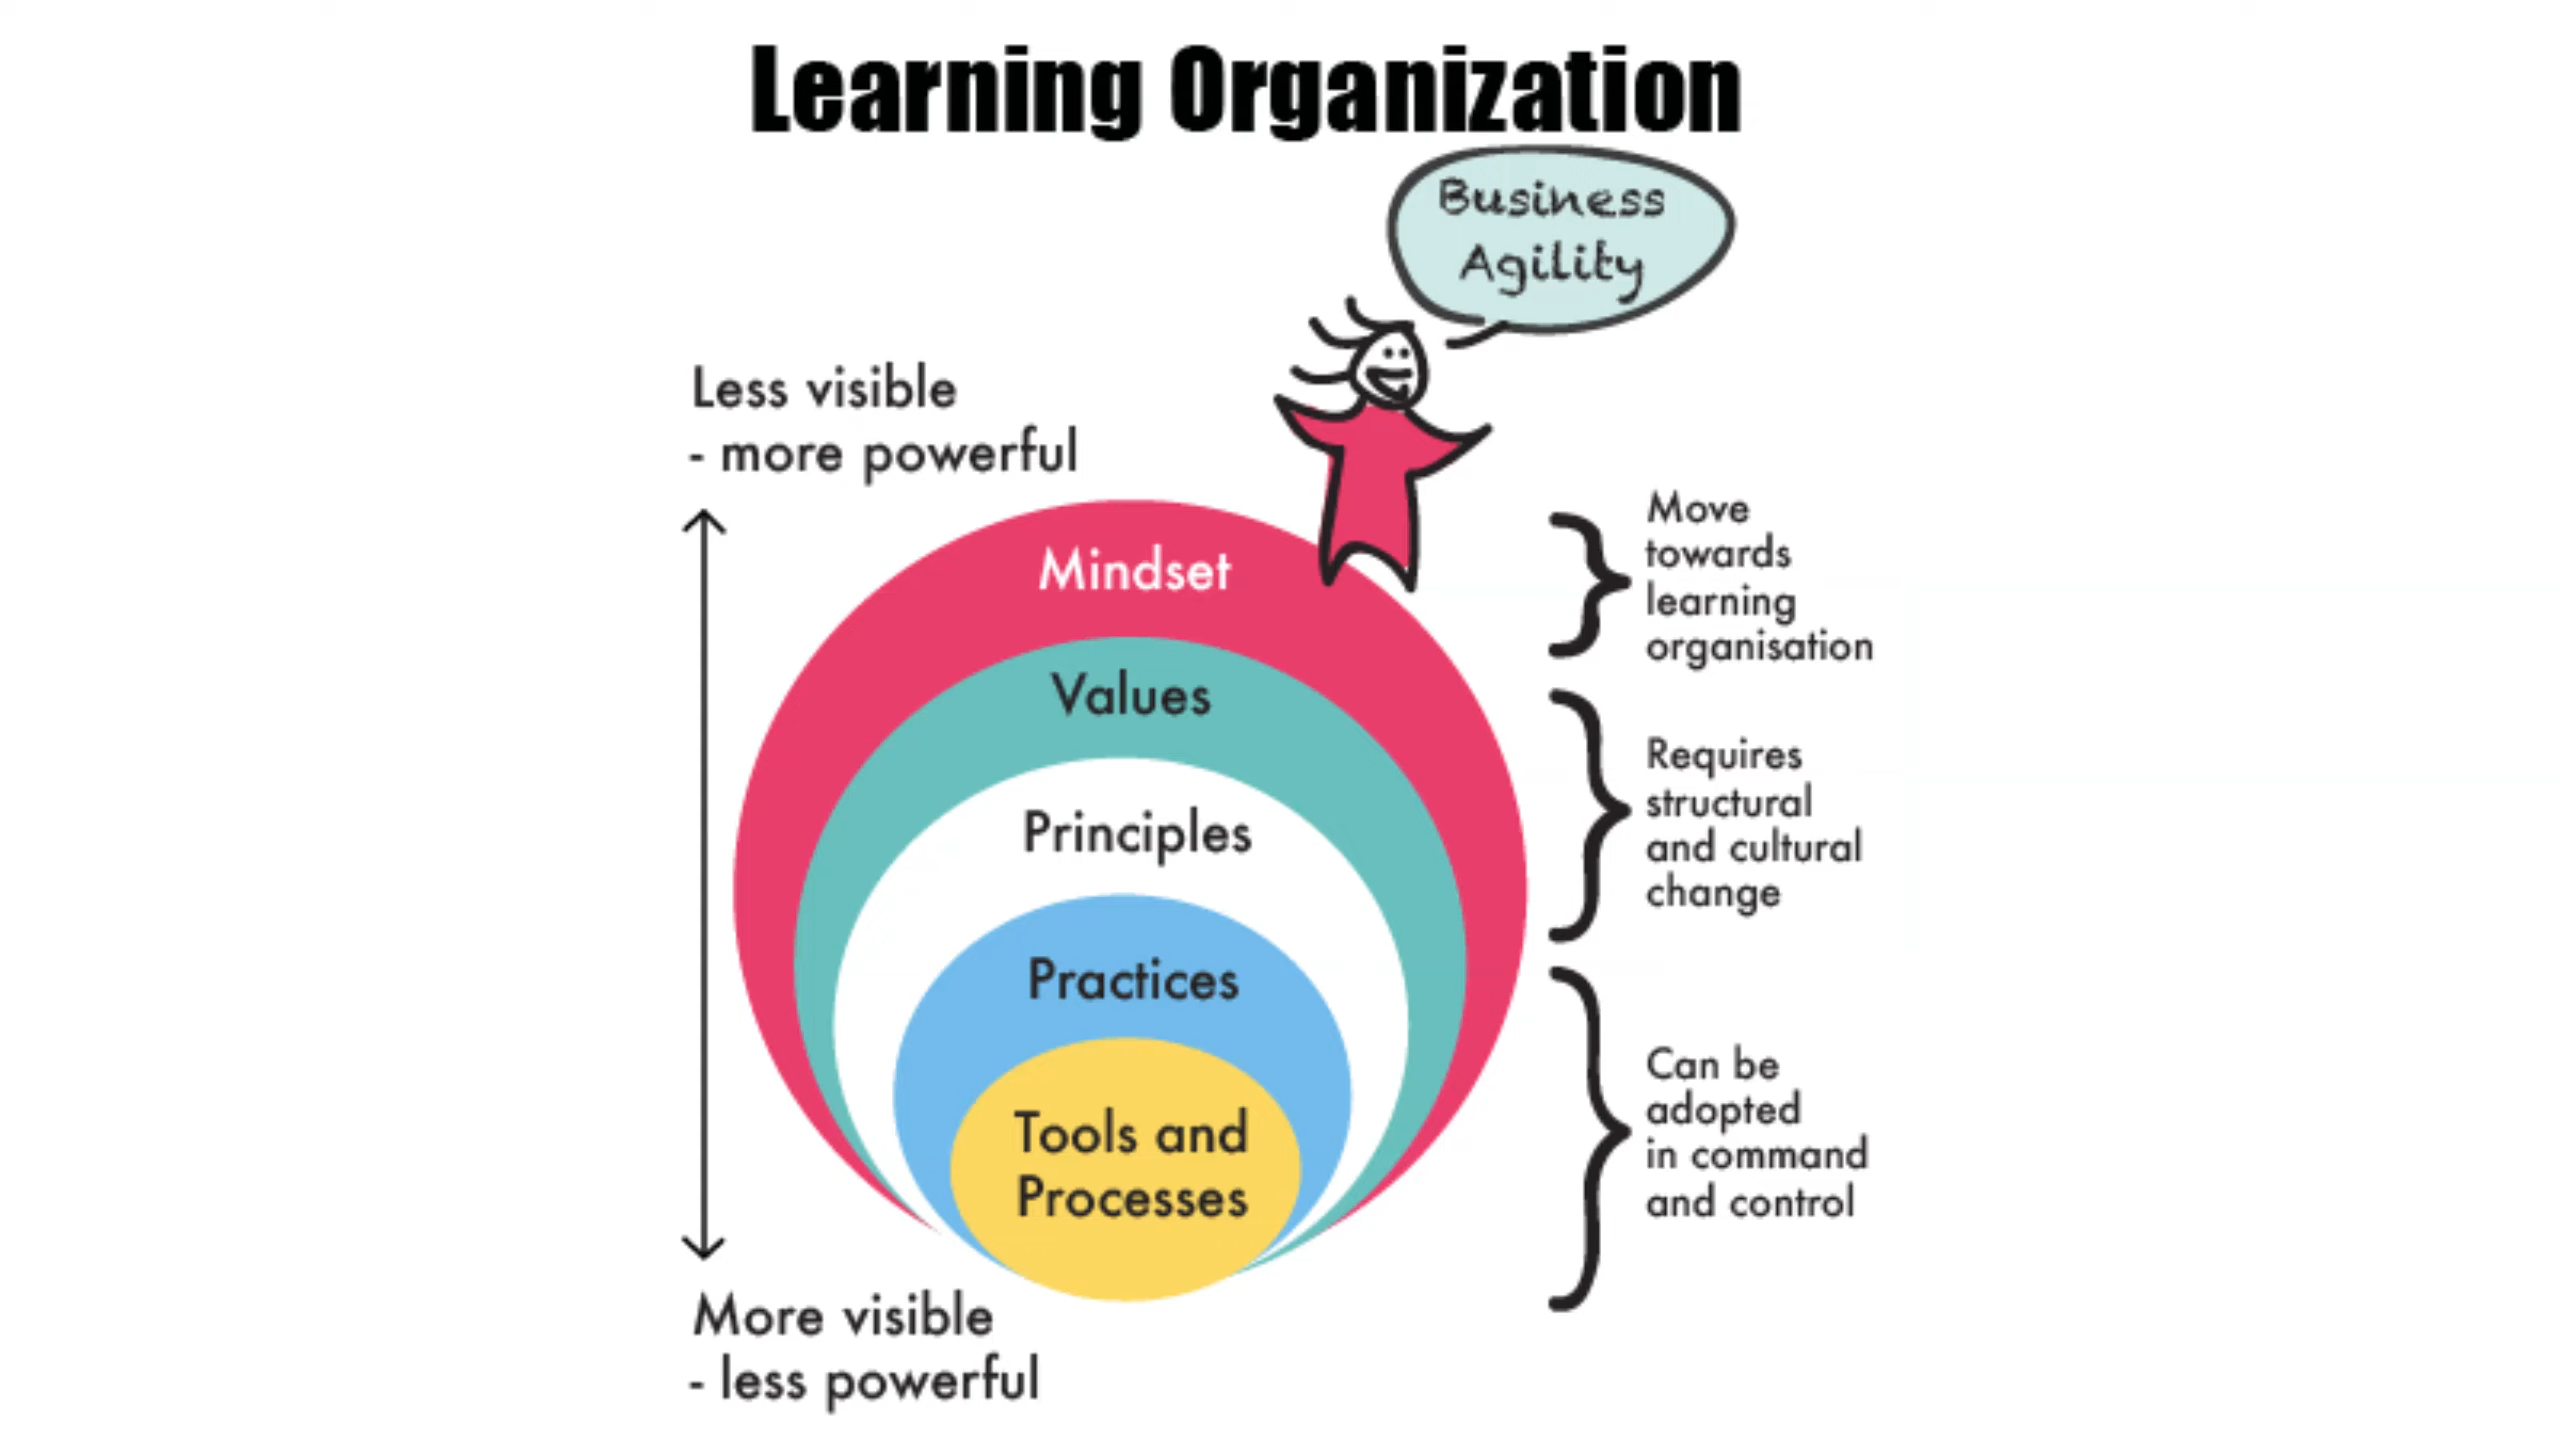 Learning Organization
Business
Agility
Less visible
- more powerful
Mindset
Values
Principles
Practices
Tools and
Processes
More visible
- less powerful
Move
towards
learning
organisation
Requires
structural
and cultural
change
Can be
adopted
in command
and control